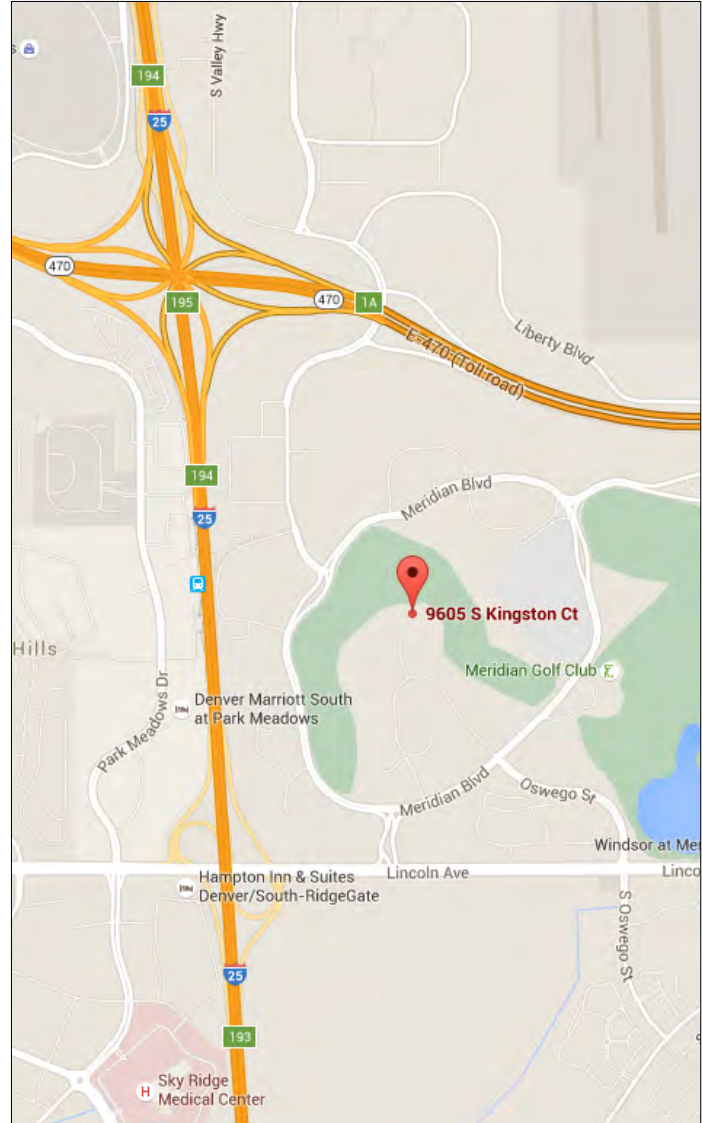 s
194
S Valley Hwy
25
470
195
470
1A
E-470 (Toll road)
Liberty Blvd
194
25
Meridian Blvd
9605 S Kingston Ct
Hills
Meridian Golf Club
Denver Marriott South
at Park Meadows
Park Meadows Dr
Meridian Blvd
Oswego St
Windsor at Mer
Hampton Inn & Suites
Denver/South-RidgeGate
Lincoln Ave
Linco
S Oswego St
25
193
H
Sky Ridge
Medical Center